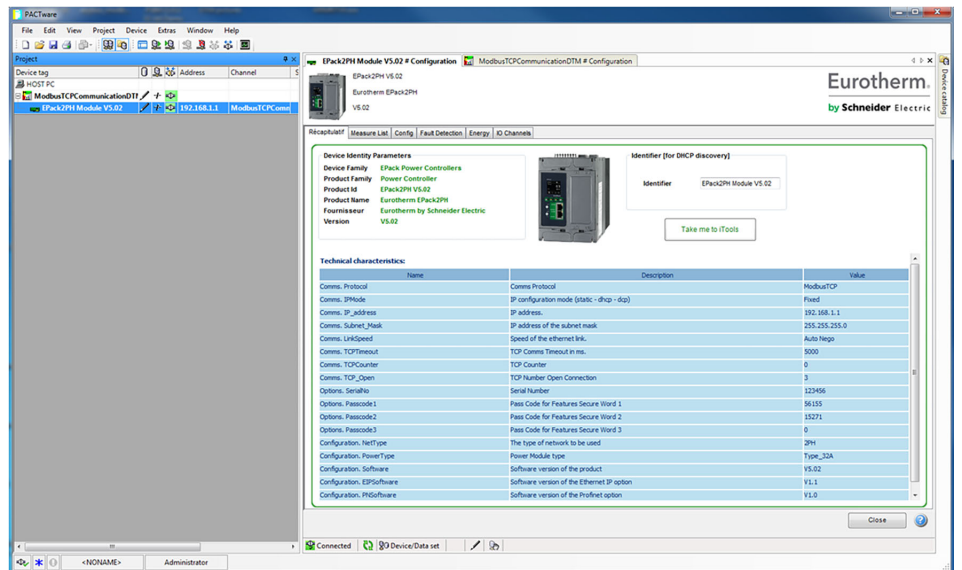 PACTware
File Edit View Project Device Extras Window Help
Project
Device tag Address Channel S
HOST PC
ModbusTCPCommunicationDTM
EPack2PH Module V5.02 192.168.1.1 ModbusTCPComm
EPack2PH Module V5.02 # Configuration ModbusTCPCommunicationDTM # Configuration
EPack2PH V5.02
Eurotherm EPack2PH
V5.02
Eurotherm.
by Schneider Electric
Device catalog
Récapitulatif Measure List Config Fault Detection Energy IO Channels
Device Identity Parameters
Device Family EPack Power Controllers
Product Family Power Controller
Product Id EPack2PH V5.02
Product Name Eurotherm EPack2PH
Fournisseur Eurotherm by Schneider Electric
Version V5.02
Identifier [for DHCP discovery]
Identifier EPack2PH Module V5.02
Take me to iTools
Technical characteristics:
Name Description Value
Comms. Protocol Comms Protocol ModbusTCP
Comms. IPMode IP configuration mode (static - dhcp - dcp) Fixed
Comms. IP_address IP address. 192.168.1.1
Comms. Subnet_Mask IP address of the subnet mask 255.255.255.0
Comms. LinkSpeed Speed of the ethernet link. Auto Nego
Comms. TCPTimeout TCP Comms Timeout in ms. 5000
Comms. TCPCounter TCP Counter 0
Comms. TCP_Open TCP Number Open Connection 3
Options. SerialNo Serial Number 123456
Options. Passcode1 Pass Code for Features Secure Word 1 56155
Options. Passcode2 Pass Code for Features Secure Word 2 15271
Options. Passcode3 Pass Code for Features Secure Word 3 0
Configuration. NetType The type of network to be used 2PH
Configuration. PowerType Power Module type Type_32A
Configuration. Software Software version of the product V5.02
Configuration. EIPSoftware Software version of the Ethernet IP option V1.1
Configuration. PNSoftware Software version of the Profinet option V1.0
Close
Connected Device/Data set
<NONAME> Administrator